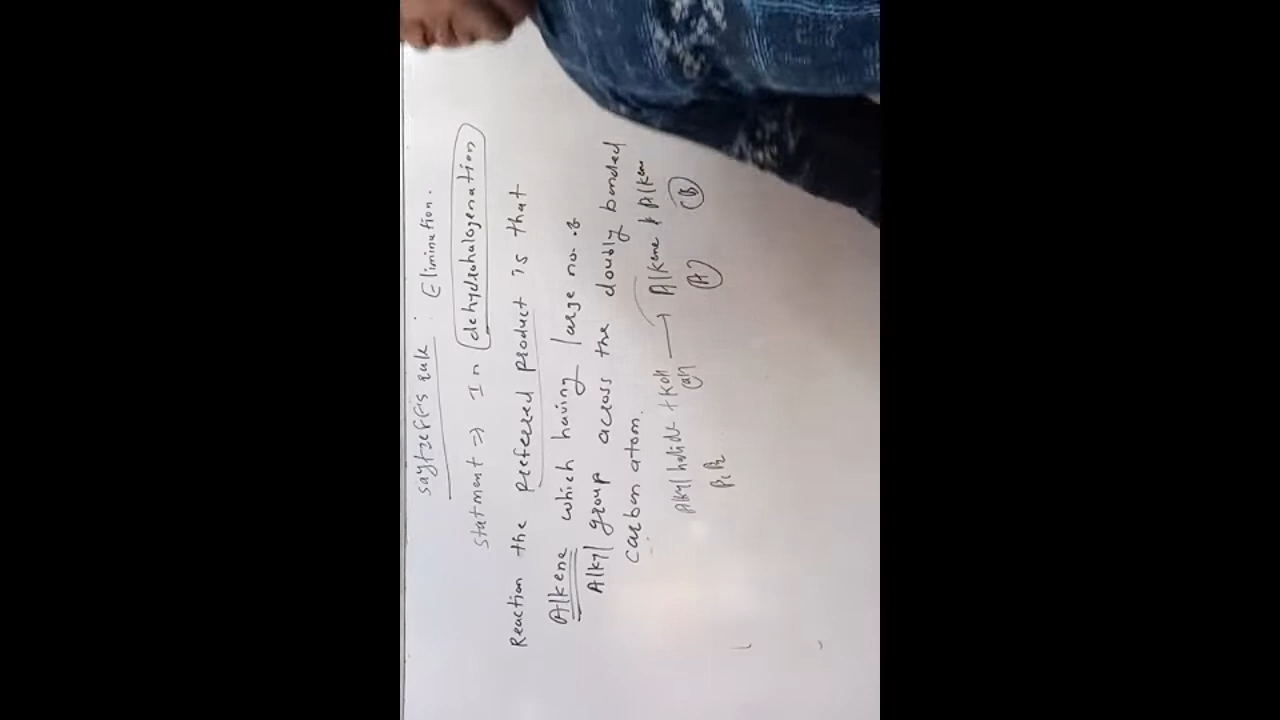 saytzeff's rule : Elimination.
statment ⇒ In dehydrohalogenation
Reaction the preferred product is that
Alkene which having large no. of
Alkyl group across the doubly bonded
carbon atom.
Alkyl halide + KOH → Alkene + Alkene
(A) (B)